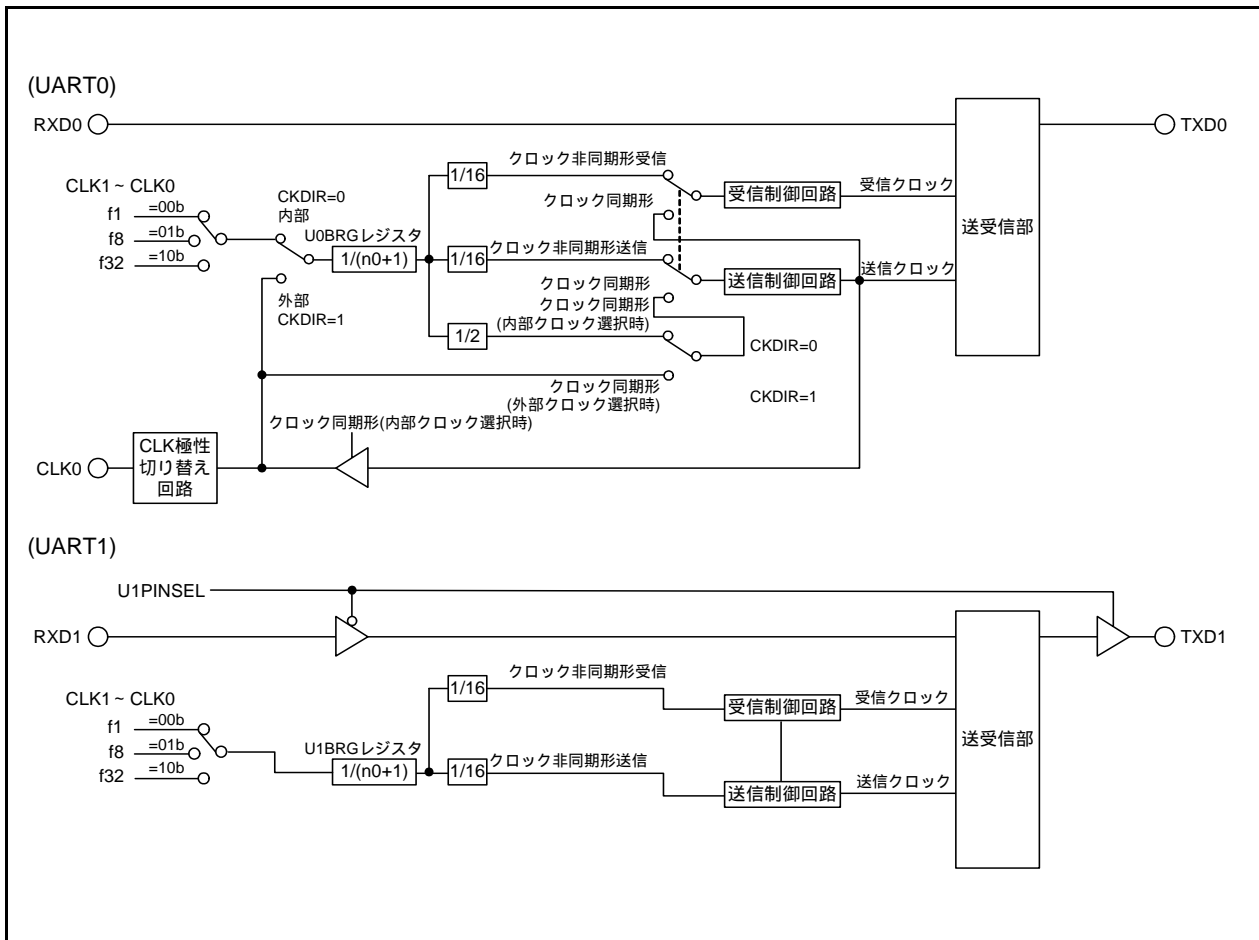 (UART0)
RXD0
TXD0
CLK1～CLK0
f1
=00b
f8
=01b
f32
=10b
CKDIR=0
内部
外部
CKDIR=1
U0BRGレジスタ
1/(n0+1)
1/16
クロック非同期形受信
クロック同期形
受信制御回路
受信クロック
1/16
クロック非同期形送信
クロック同期形
送信制御回路
送信クロック
送受信部
クロック同期形
(内部クロック選択時)
1/2
CKDIR=0
クロック同期形
(外部クロック選択時)
CKDIR=1
クロック同期形(内部クロック選択時)
CLK0
CLK極性
切り替え
回路
(UART1)
U1PINSEL
RXD1
TXD1
CLK1～CLK0
f1
=00b
f8
=01b
f32
=10b
U1BRGレジスタ
1/(n0+1)
1/16
クロック非同期形受信
受信制御回路
受信クロック
1/16
クロック非同期形送信
送信制御回路
送信クロック
送受信部